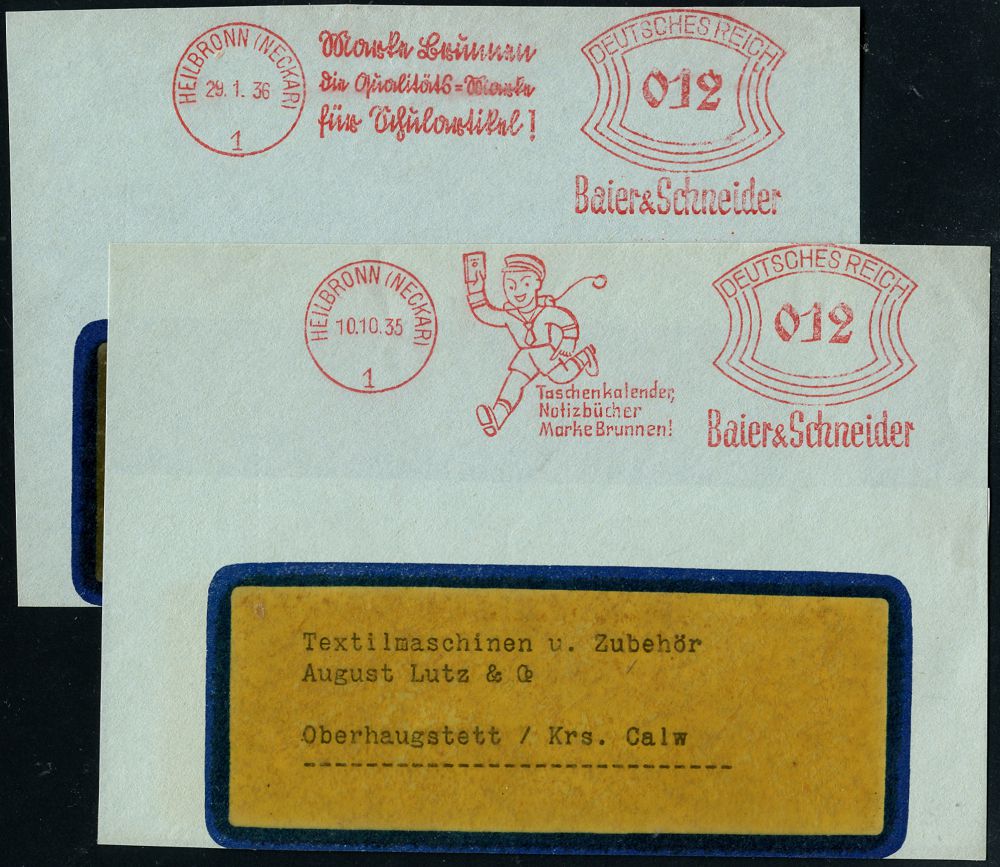 HEILBRONN (NECKAR)
29.1.36
1
Marke Brunnen
die Qualitäts=Marke
für Schulartikel!
DEUTSCHES REICH
012
Baier & Schneider
HEILBRONN (NECKAR)
10.10.35
1
Taschenkalender,
Notizbücher
Marke Brunnen!
DEUTSCHES REICH
012
Baier & Schneider
Textilmaschinen u. Zubehör
August Lutz & Co
Oberhaugstett / Krs. Calw